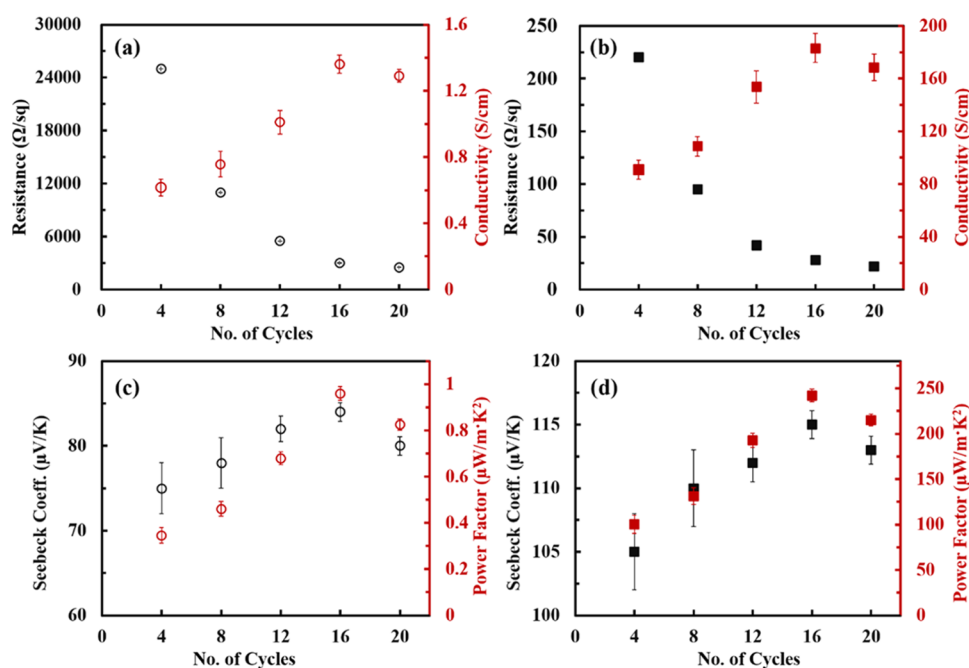 (a)
Resistance (Ω/sq)
30000
24000
18000
12000
6000
0
Conductivity (S/cm)
1.6
1.2
0.8
0.4
0
0 4 8 12 16 20
No. of Cycles
(b)
Resistance (Ω/sq)
250
200
150
100
50
0
Conductivity (S/cm)
200
160
120
80
40
0
0 4 8 12 16 20
No. of Cycles
(c)
Seebeck Coeff. (µV/K)
90
80
70
60
Power Factor (µW/m·K²)
1
0.8
0.6
0.4
0.2
0
0 4 8 12 16 20
No. of Cycles
(d)
Seebeck Coeff. (µV/K)
120
115
110
105
100
Power Factor (µW/m·K²)
250
200
150
100
50
0
0 4 8 12 16 20
No. of Cycles